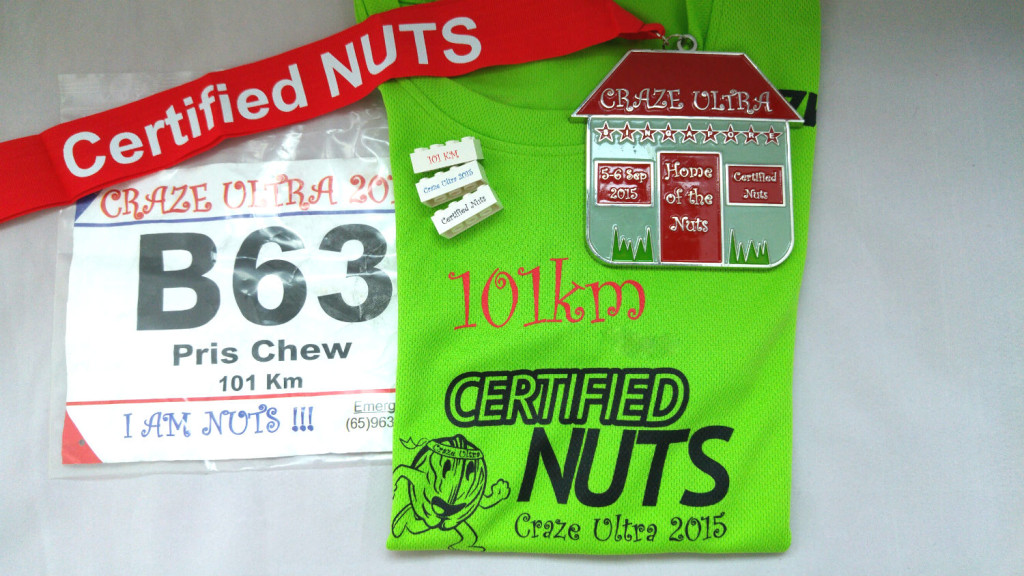 Certified NUTS
CRAZE ULTRA 201
B63
Pris Chew
101 Km
I AM NUTS !!!
Emerg
(65)963
101 KM
Craze Ultra 2015
Certified Nuts
CRAZE ULTRA
5-6 Sep
2015
Home
of the
Nuts
Certified
Nuts
101km
CERTIFIED
NUTS
Craze Ultra 2015
Craze Ultra